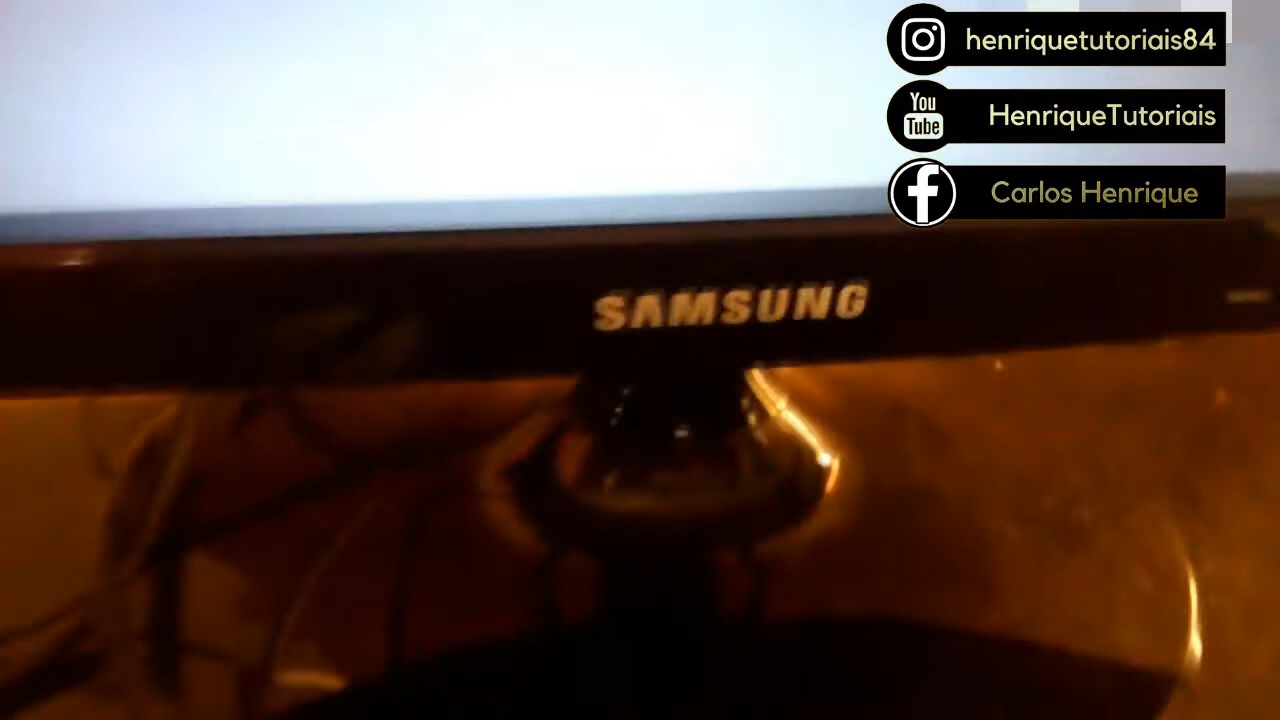 henriquetutoriais84
You
Tube
HenriqueTutoriais
Carlos Henrique
SAMSUNG